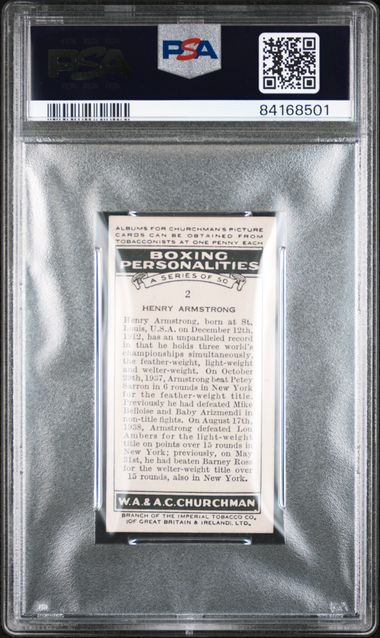 PSA
PSA
84168501
ALBUMS FOR CHURCHMAN'S PICTURE
CARDS CAN BE OBTAINED FROM
TOBACCONISTS AT ONE PENNY EACH
BOXING
PERSONALITIES
A SERIES OF 50
2
HENRY ARMSTRONG
Henry Armstrong, born at St.
Louis, U.S.A. on December 12th,
1912, has an unparalleled record
in that he holds three world's
championships simultaneously,
the feather-weight, light-weight
and welter-weight. On October
29th, 1937, Armstrong beat Petey
Sarron in 6 rounds in New York
for the feather-weight title.
Previously he had defeated Mike
Belloise and Baby Arizmendi in
non-title fights. On August 17th,
1938, Armstrong defeated Lou
Ambers for the light-weight
title on points over 15 rounds in
New York; previously, on May
31st, he had beaten Barney Ross
for the welter-weight title over
15 rounds, also in New York.
W.A. & A.C. CHURCHMAN
BRANCH OF THE IMPERIAL TOBACCO CO.
(OF GREAT BRITAIN & IRELAND), LTD.,